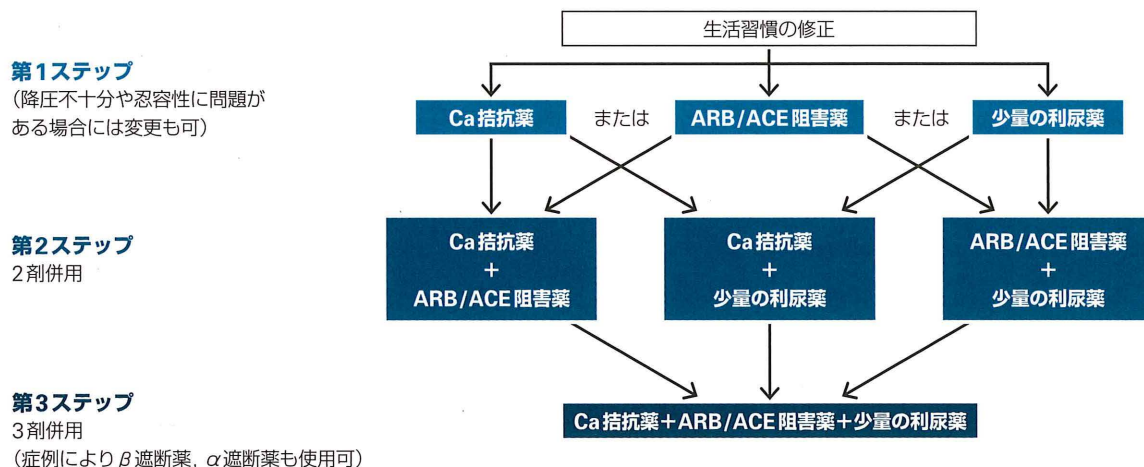 生活習慣の修正
第1ステップ
(降圧不十分や忍容性に問題が
ある場合には変更も可)
Ca拮抗薬 または ARB/ACE阻害薬 または 少量の利尿薬
第2ステップ
2剤併用
Ca拮抗薬
+
ARB/ACE阻害薬
Ca拮抗薬
+
少量の利尿薬
ARB/ACE阻害薬
+
少量の利尿薬
第3ステップ
3剤併用
(症例によりβ遮断薬, α遮断薬も使用可)
Ca拮抗薬+ARB/ACE阻害薬+少量の利尿薬